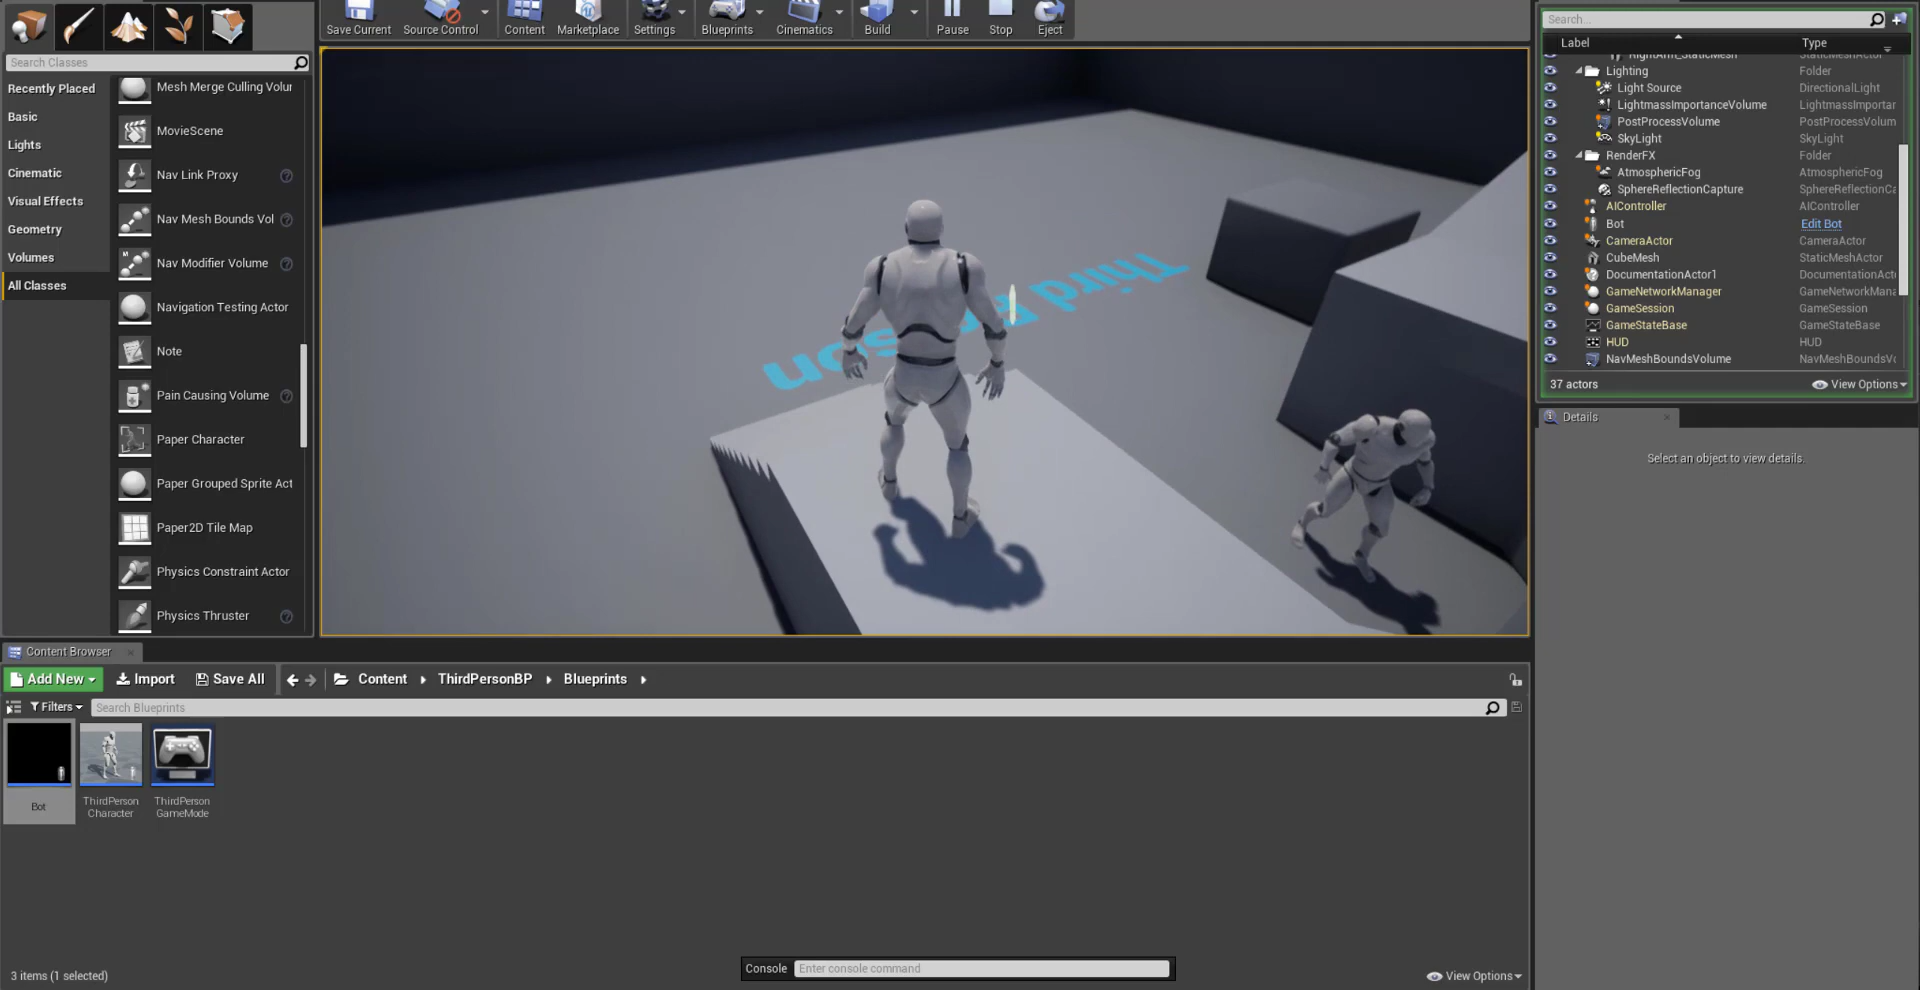 Save Current
Source Control
Content
Marketplace
Settings
Blueprints
Cinematics
Build
Pause
Stop
Eject
Search Classes
Recently Placed
Basic
Lights
Cinematic
Visual Effects
Geometry
Volumes
All Classes
Mesh Merge Culling Volur
MovieScene
Nav Link Proxy
Nav Mesh Bounds Vol
Nav Modifier Volume
Navigation Testing Actor
Note
Pain Causing Volume
Paper Character
Paper Grouped Sprite Act
Paper2D Tile Map
Physics Constraint Actor
Physics Thruster
Third Person
Search...
Label Type
RightArm_StaticMesh StaticMeshActor
Lighting Folder
Light Source DirectionalLight
LightmassImportanceVolume LightmassImportar
PostProcessVolume PostProcessVolum
SkyLight SkyLight
RenderFX Folder
AtmosphericFog AtmosphericFog
SphereReflectionCapture SphereReflectionCa
AIController AIController
Bot Edit Bot
CameraActor CameraActor
CubeMesh StaticMeshActor
DocumentationActor1 DocumentationActo
GameNetworkManager GameNetworkMana
GameSession GameSession
GameStateBase GameStateBase
HUD HUD
NavMeshBoundsVolume NavMeshBoundsVo
37 actors View Options
Details
Select an object to view details.
Content Browser
Add New Import Save All Content ThirdPersonBP Blueprints
Filters Search Blueprints
Bot
ThirdPerson
Character
ThirdPerson
GameMode
3 items (1 selected)
Console Enter console command
View Options